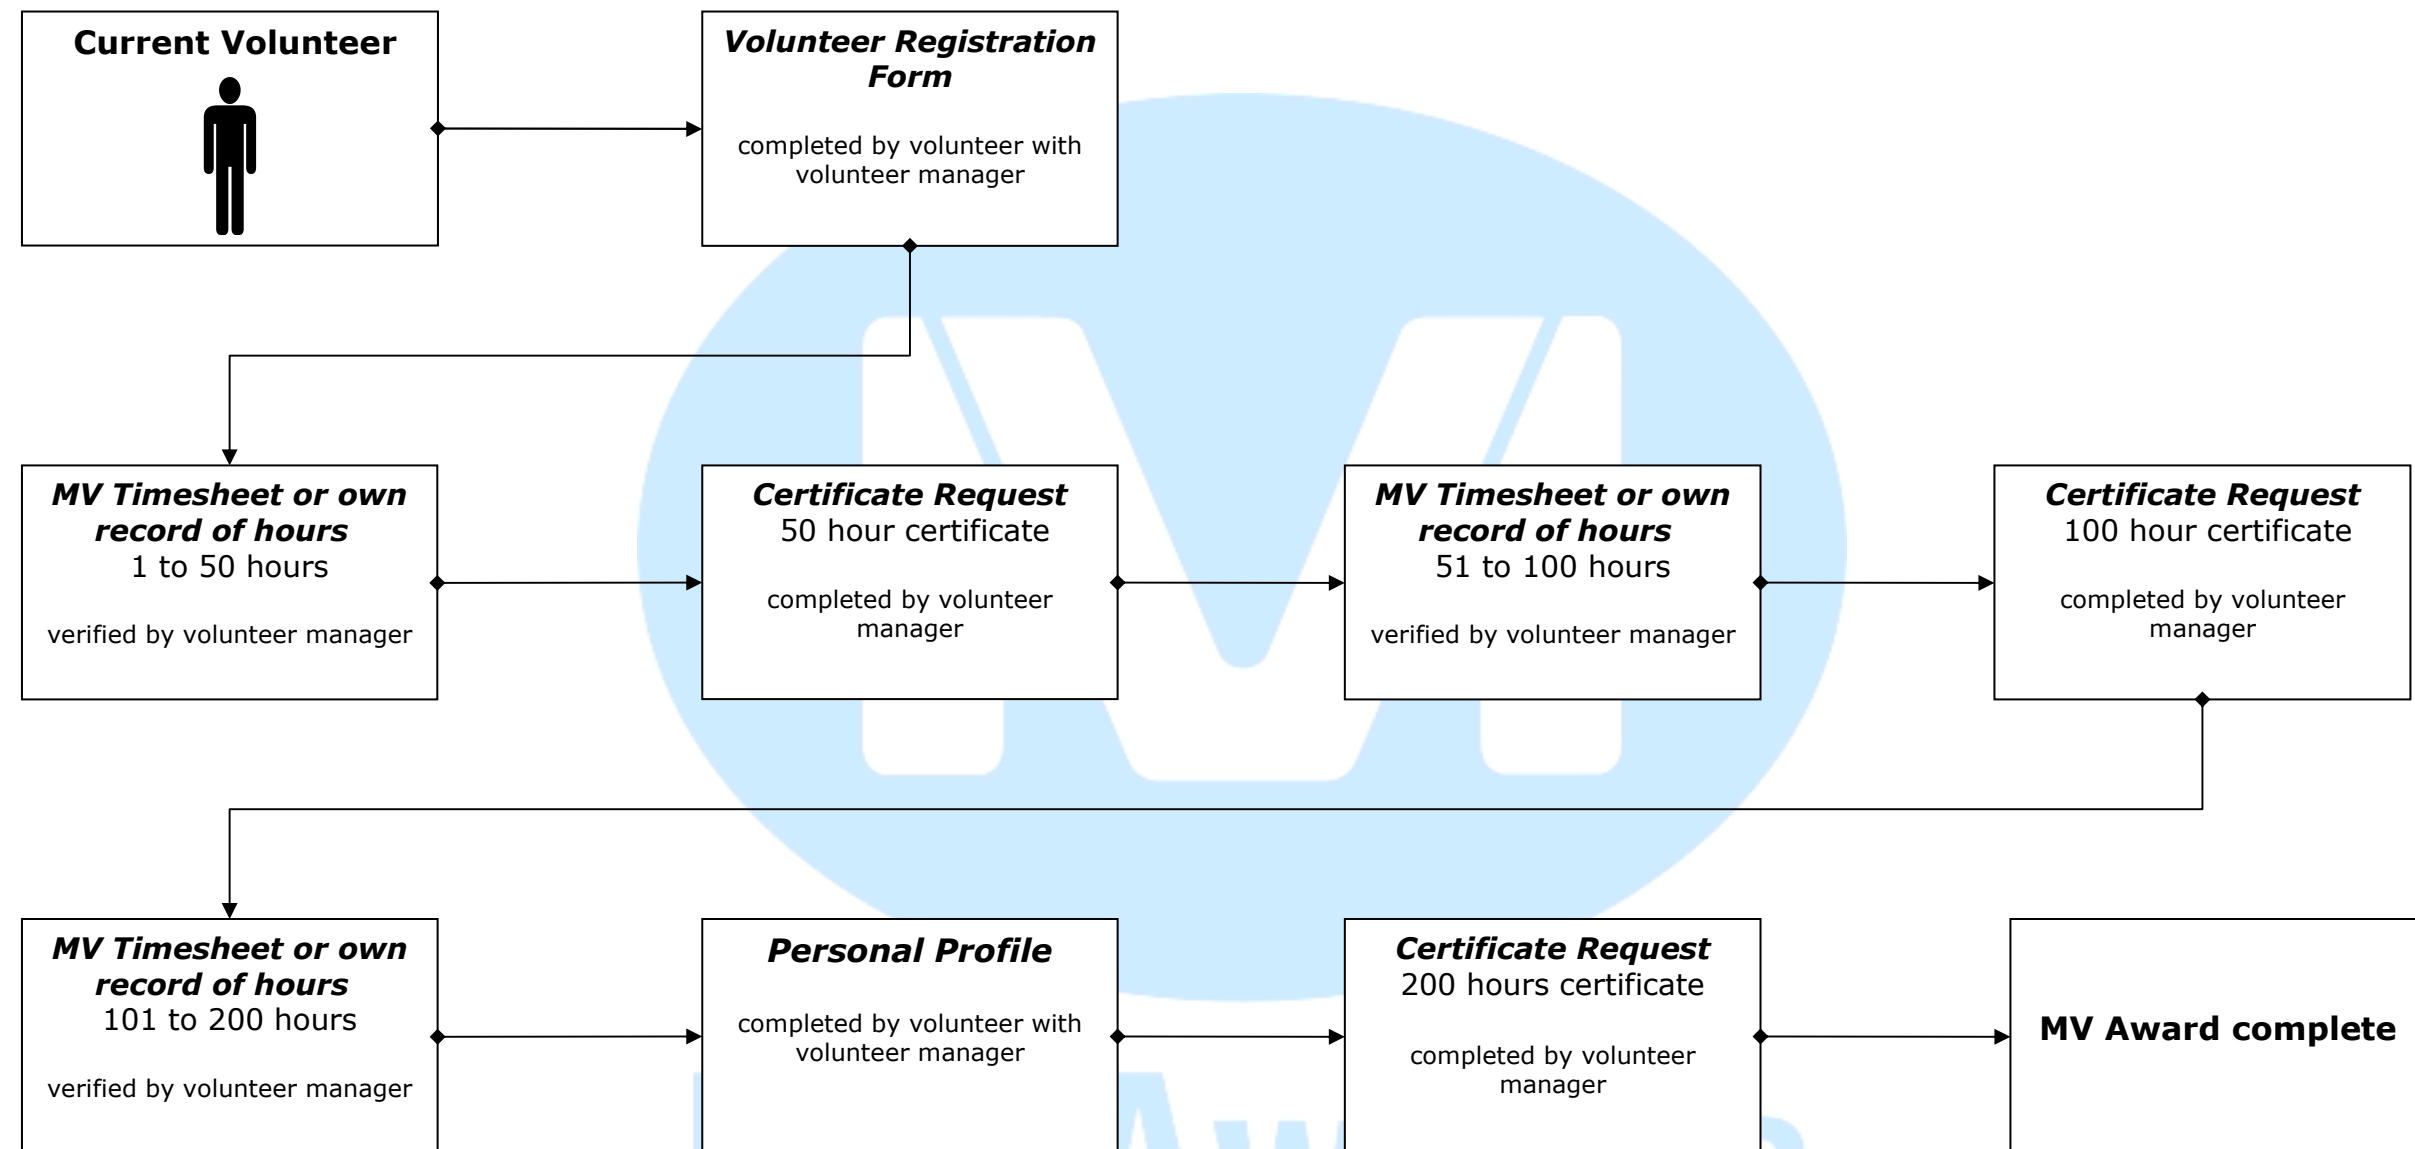 Current Volunteer
Volunteer Registration
Form
completed by volunteer with
volunteer manager
MV Timesheet or own
record of hours
1 to 50 hours
verified by volunteer manager
Certificate Request
50 hour certificate
completed by volunteer
manager
MV Timesheet or own
record of hours
51 to 100 hours
verified by volunteer manager
Certificate Request
100 hour certificate
completed by volunteer
manager
MV Timesheet or own
record of hours
101 to 200 hours
verified by volunteer manager
Personal Profile
completed by volunteer with
volunteer manager
Certificate Request
200 hours certificate
completed by volunteer
manager
MV Award complete